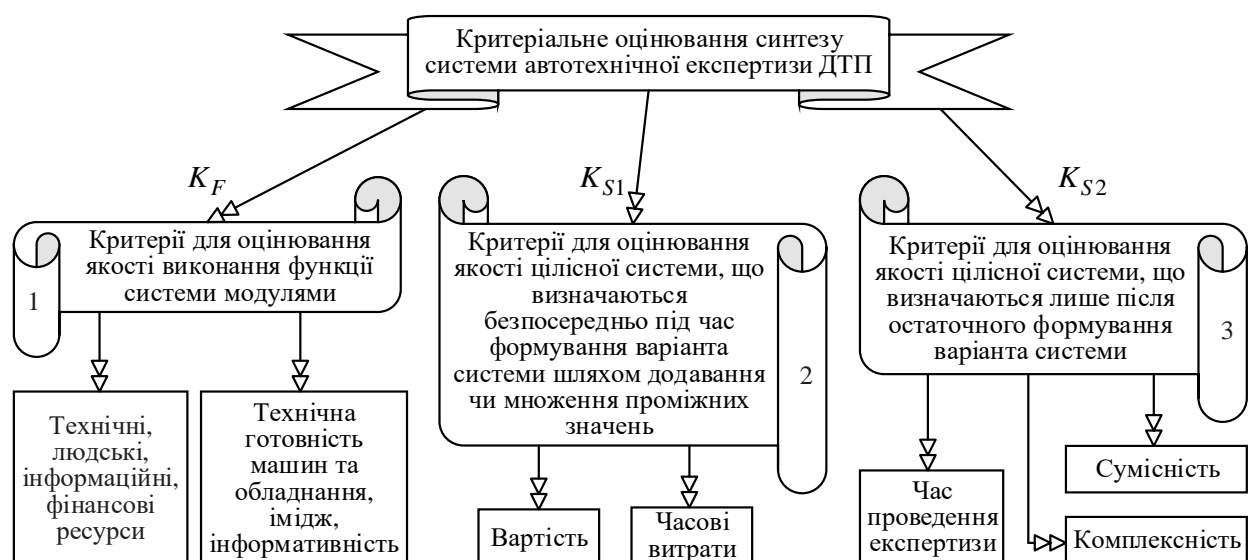 Критеріальне оцінювання синтезу
системи автотехнічної експертизи ДТП
K_F
K_S1
K_S2
1
Критерії для оцінювання
якості виконання функції
системи модулями
Критерії для оцінювання
якості цілісної системи, що
визначаються
безпосередньо під час
формування варіанта
системи шляхом додавання
чи множення проміжних
значень
2
Критерії для оцінювання
якості цілісної системи, що
визначаються лише після
остаточного формування
варіанта системи
3
Технічні,
людські,
інформаційні,
фінансові
ресурси
Технічна
готовність
машин та
обладнання,
імідж,
інформативність
Вартість
Часові
витрати
Час
проведення
експертизи
Сумісність
Комплексність